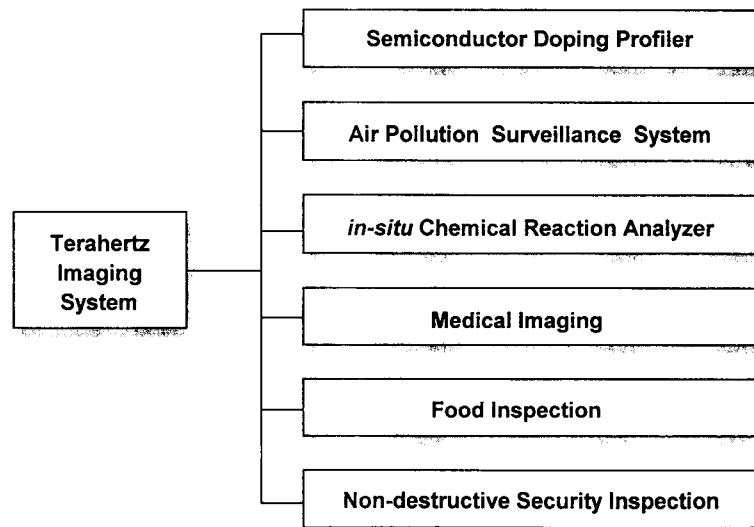 Semiconductor Doping Profiler
Air Pollution Surveillance System
in-situ Chemical Reaction Analyzer
Terahertz
Imaging
System
Medical Imaging
Food Inspection
Non-destructive Security Inspection